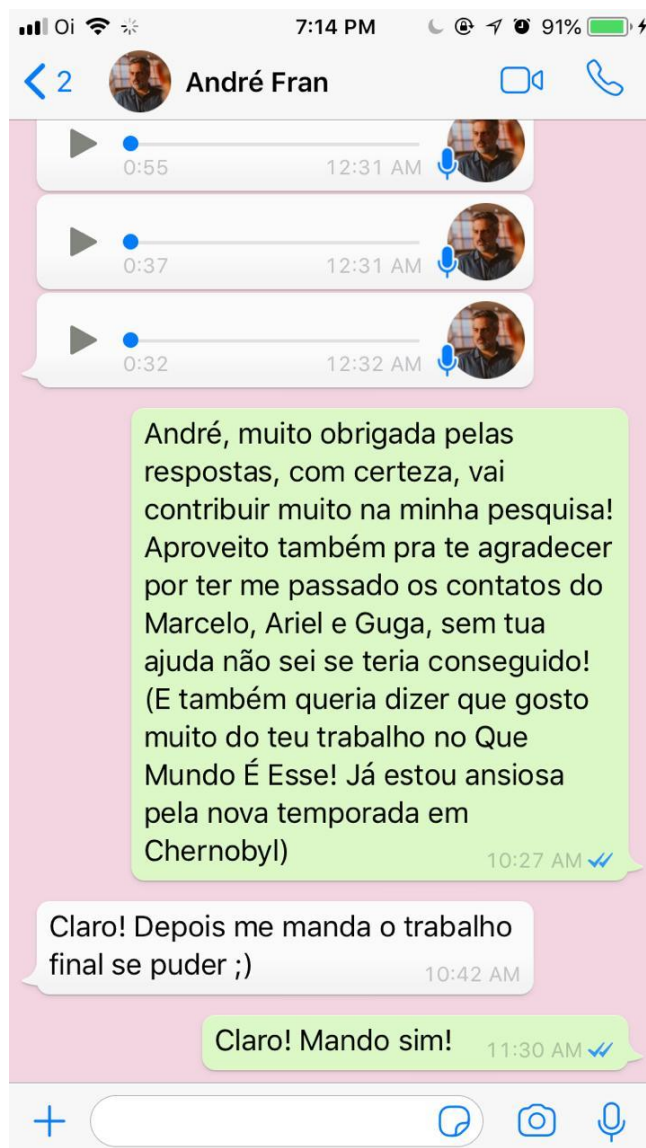 Oi 7:14 PM 91%
2 André Fran
0:55 12:31 AM
0:37 12:31 AM
0:32 12:32 AM
André, muito obrigada pelas
respostas, com certeza, vai
contribuir muito na minha pesquisa!
Aproveito também pra te agradecer
por ter me passado os contatos do
Marcelo, Ariel e Guga, sem tua
ajuda não sei se teria conseguido!
(E também queria dizer que gosto
muito do teu trabalho no Que
Mundo É Esse! Já estou ansiosa
pela nova temporada em
Chernobyl) 10:27 AM
Claro! Depois me manda o trabalho
final se puder ;) 10:42 AM
Claro! Mando sim! 11:30 AM